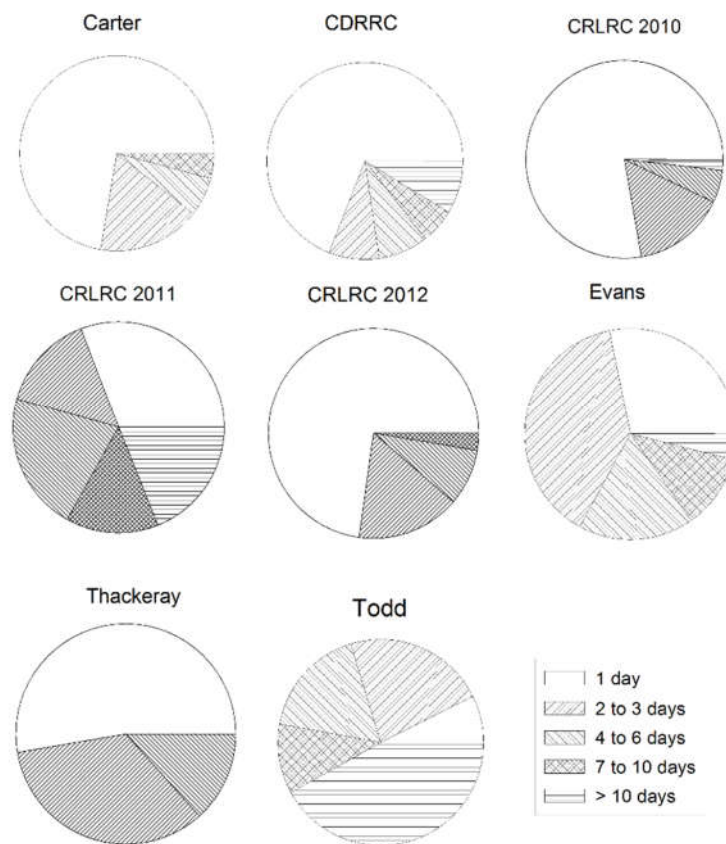 Carter
CDRRC
CRLRC 2010
CRLRC 2011
CRLRC 2012
Evans
Thackeray
Todd
1 day
2 to 3 days
4 to 6 days
7 to 10 days
> 10 days